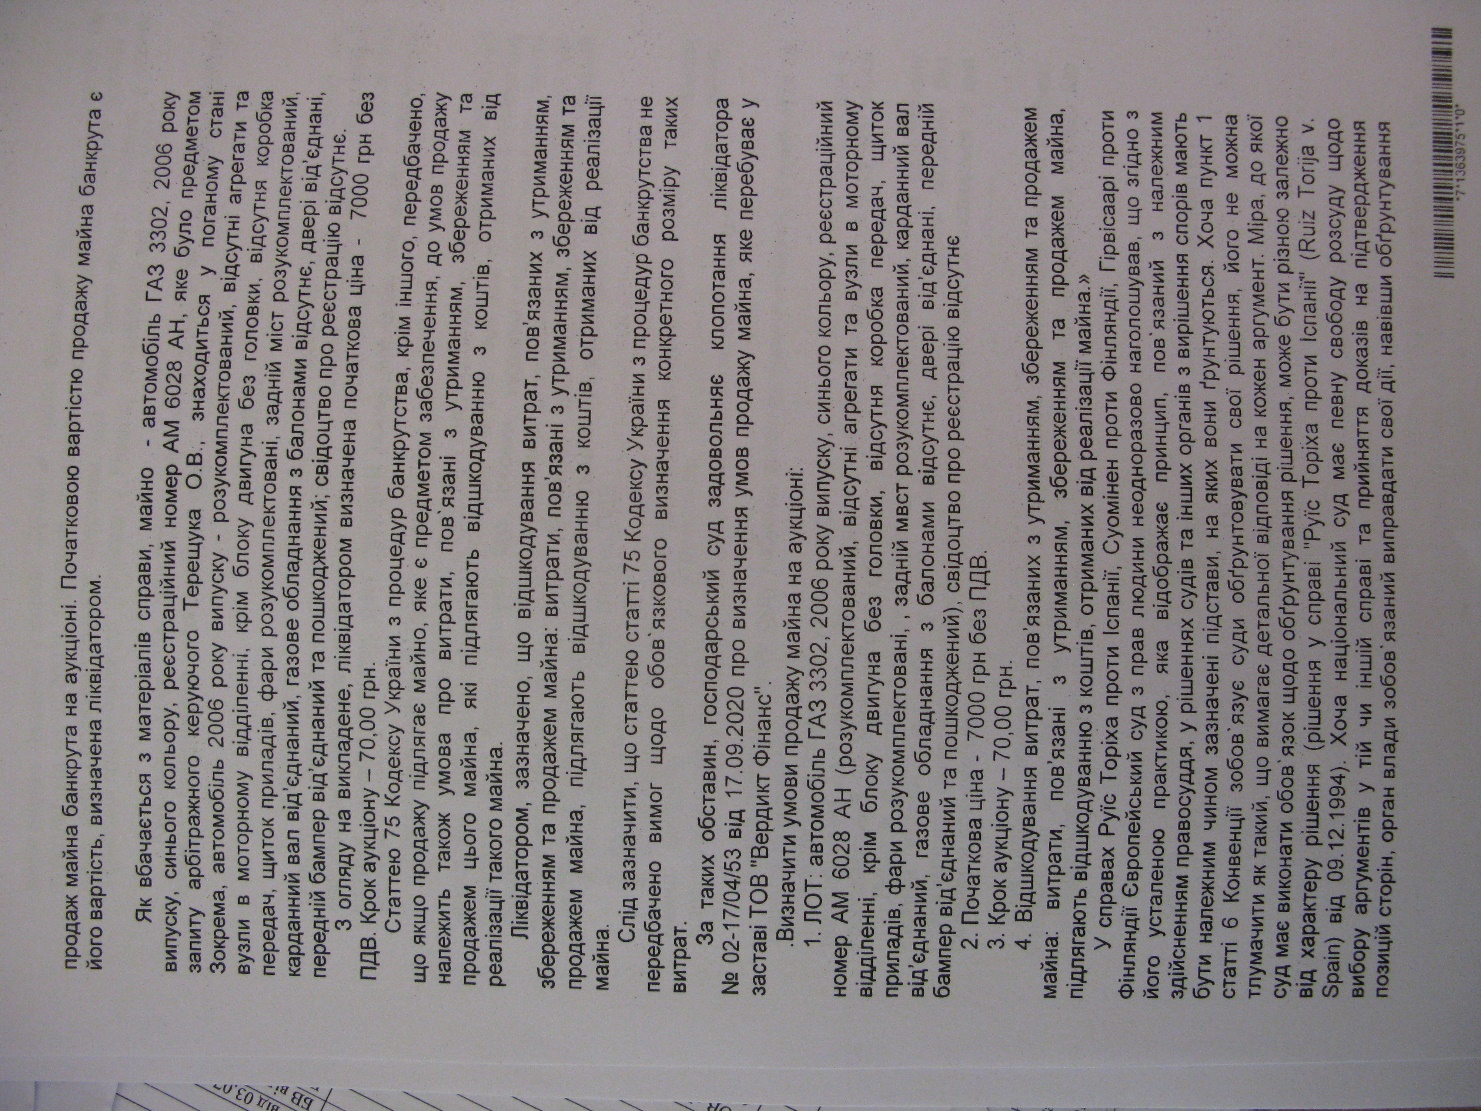 продаж майна банкрута на аукціоні. Початковою вартістю продажу майна банкрута є
його вартість, визначена ліквідатором.
Як вбачається з матеріалів справи, майно - автомобіль ГАЗ 3302, 2006 року
випуску, синього кольору, реєстраційний номер АМ 6028 АН, яке було предметом
запиту арбітражного керуючого Терещука О.В., знаходиться у поганому стані
Зокрема, автомобіль 2006 року випуску - розукомплектований, відсутні агрегати та
вузли в моторному відділенні, крім блоку двигуна без головки, відсутня коробка
передач, циток приладів, фари розукомплектовані, задній міст розукомплектований,
карданний вал від'єднаний, газове обладнання з балонами відсутнє, двері від'єднані,
передній бампер від'єднаний та пошкоджений; свідоцтво про реєстрацію відсутнє.
З огляду на викладене, ліквідатором визначена початкова ціна - 7000 грн без
ПДВ. Крок аукціону – 70,00 грн.
Статтею 75 Кодексу України з процедур банкрутства, крім іншого, передбачено,
що якщо продажу підлягає майно, яке є предметом забезпечення, до умов продажу
належить також умова про витрати, пов`язані з утриманням, збереженням та
продажем цього майна, які підлягають відшкодуванню з коштів, отриманих від
реалізації такого майна.
Ліквідатором, зазначено, що відшкодування витрат, пов'язаних з утриманням,
збереженням та продажем майна: витрати, пов'язані з утриманням, збереженням та
продажем майна, підлягають відшкодуванню з коштів, отриманих від реалізації
майна.
Слід зазначити, що статтею статті 75 Кодексу України з процедур банкрутства не
передбачено вимог щодо обов`язкового визначення конкретного розміру таких
витрат.
За таких обставин, господарський суд задовольняє клопотання ліквідатора
№ 02-17/04/53 від 17.09.2020 про визначення умов продажу майна, яке перебуває у
заставі ТОВ "Вердикт Фінанс".
.Визначити умови продажу майна на аукціоні:
1. ЛОТ: автомобіль ГАЗ 3302, 2006 року випуску, синього кольору, реєстраційний
номер АМ 6028 АН (розукомплектований, відсутні агрегати та вузли в моторному
відділенні, крім блоку двигуна без головки, відсутня коробка передач, щиток
приладів, фари розукомплектовані, , задній мвст розукомплектований, карданний вал
від'єднаний, газове обладнання з балонами відсутнє, двері від'єднані, передній
бампер від'єднаний та пошкоджений), свідоцтво про реєстрацію відсутнє
2. Початкова ціна - 7000 грн без ПДВ.
3. Крок аукціону – 70,00 грн.
4. Відшкодування витрат, пов'язаних з утриманням, збереженням та продажем
майна: витрати, пов'язані з утриманням, збереженням та продажем майна,
підлягають відшкодуванню з коштів, отриманих від реалізації майна.»
У справах Руїс Торіха проти Іспанії, Суомінен проти Фінляндії, Гірвісаарі проти
Фінляндії Європейський суд з прав людини неодноразово наголошував, що згідно з
його усталеною практикою, яка відображає принцип, пов`язаний з належним
здійсненням правосуддя, у рішеннях судів та інших органів з вирішення спорів мають
бути належним чином зазначені підстави, на яких вони ґрунтуються. Хоча пункт 1
статті 6 Конвенції зобов`язує суди обґрунтовувати свої рішення, його не можна
тлумачити як такий, що вимагає детальної відповіді на кожен аргумент. Міра, до якої
суд має виконати обов`язок щодо обґрунтування рішення, може бути різною залежно
від характеру рішення (рішення у справі "Руїс Торіха проти Іспанії" (Ruiz Torija v.
Spain) від 09.12.1994). Хоча національний суд має певну свободу розсуду щодо
вибору аргументів у тій чи іншій справі та прийняття доказів на підтвердження
позицій сторін, орган влади зобов`язаний виправдати свої дії, навівши обґрунтування
*7*1363975*1*0*
від 03.0
БВ ві